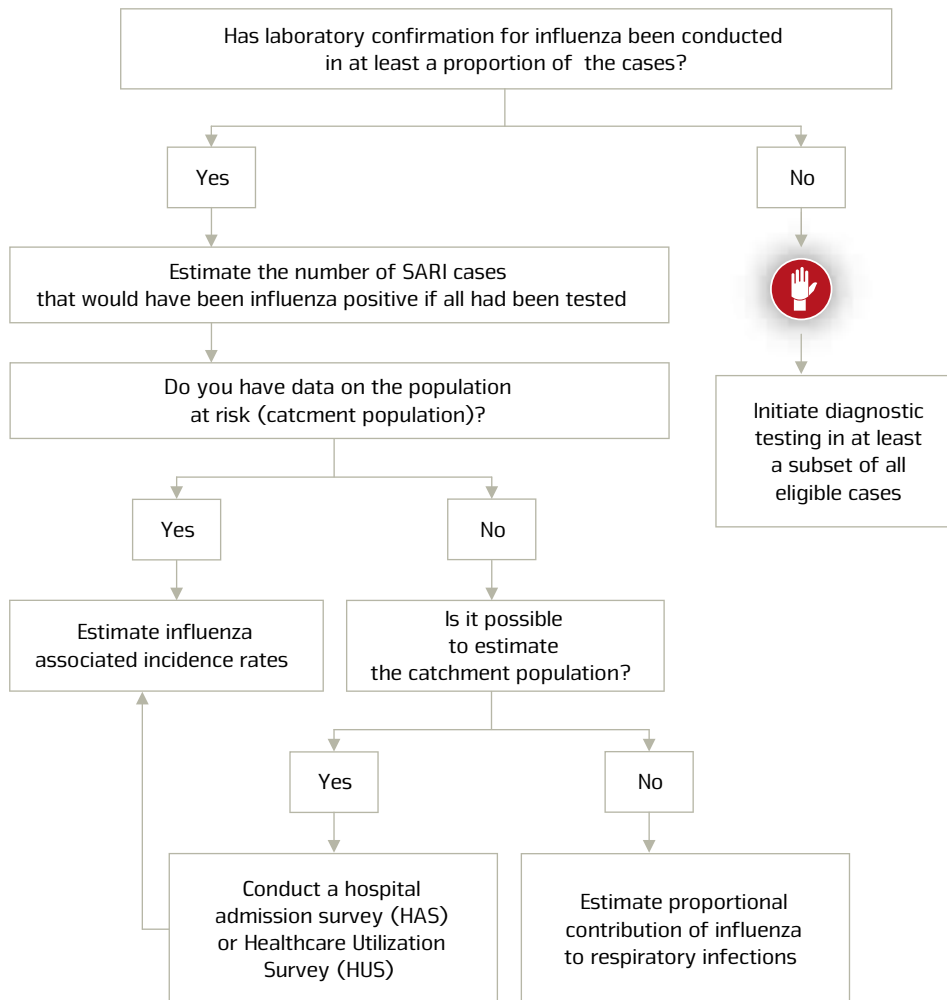 Has laboratory confirmation for influenza been conducted
in at least a proportion of the cases?
Yes
No
Estimate the number of SARI cases
that would have been influenza positive if all had been tested
Do you have data on the population
at risk (catcment population)?
Initiate diagnostic
testing in at least
a subset of all
eligible cases
Yes
No
Estimate influenza
associated incidence rates
Is it possible
to estimate
the catchment population?
Yes
No
Conduct a hospital
admission survey (HAS)
or Healthcare Utilization
Survey (HUS)
Estimate proportional
contribution of influenza
to respiratory infections